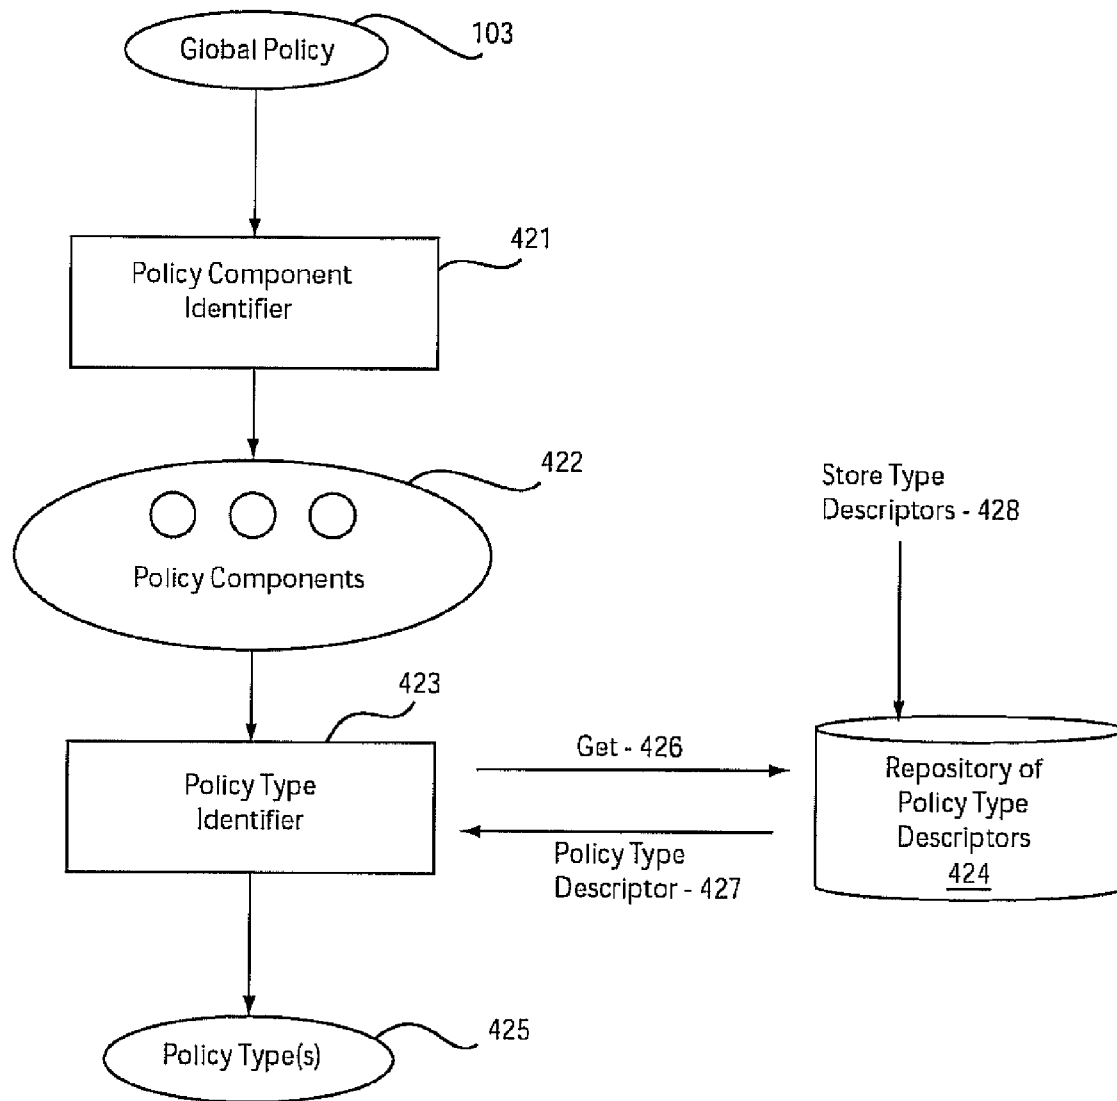 103
Global Policy
421
Policy Component
Identifier
422
Policy Components
Store Type
Descriptors - 428
423
Policy Type
Identifier
Get - 426
Policy Type
Descriptor - 427
Repository of
Policy Type
Descriptors
424
425
Policy Type(s)